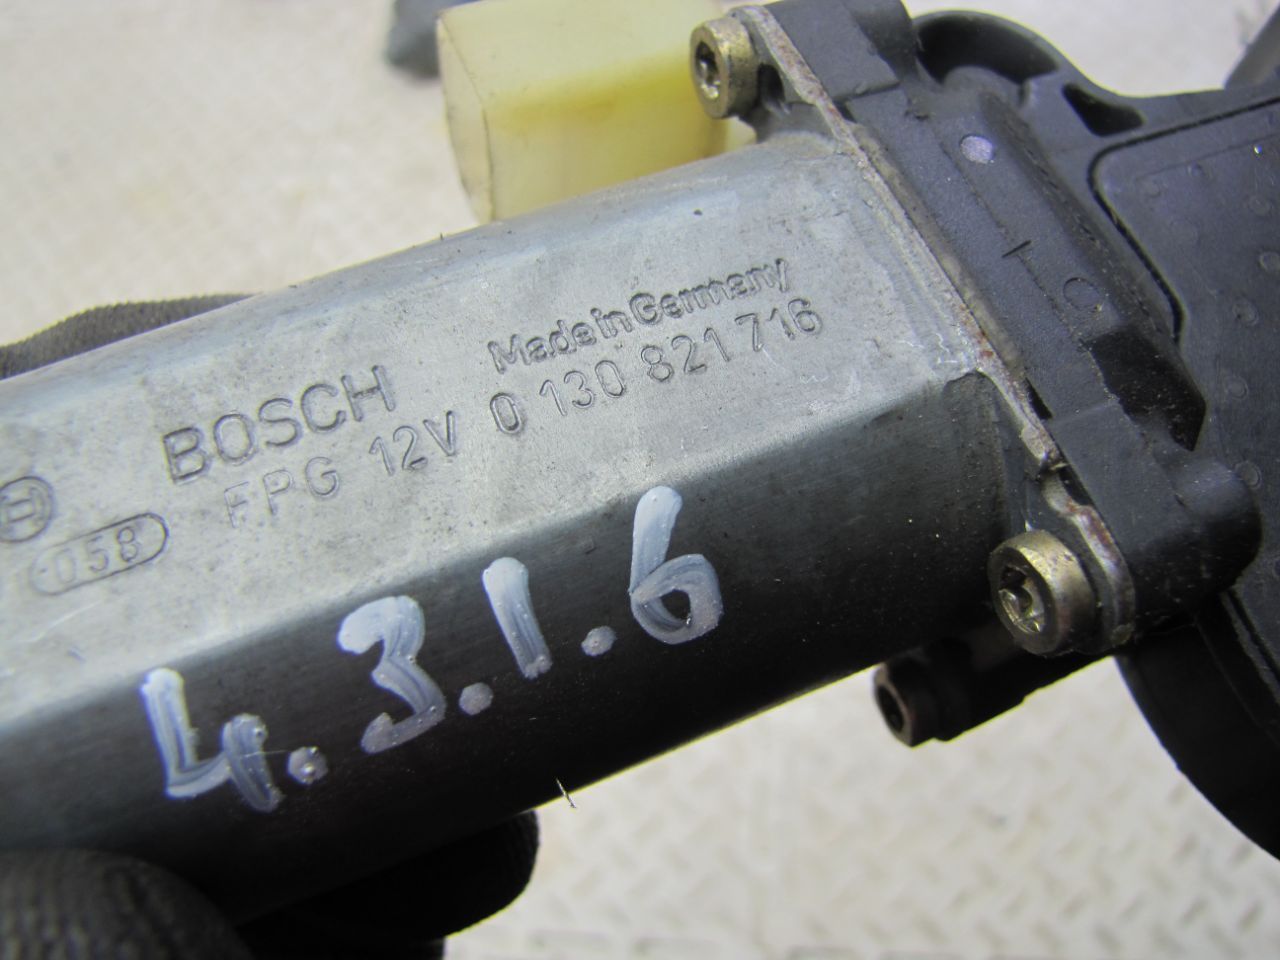 BOSCH
Made in Germany
FPG 12V 0 130 821 716
058
4.3.1.6